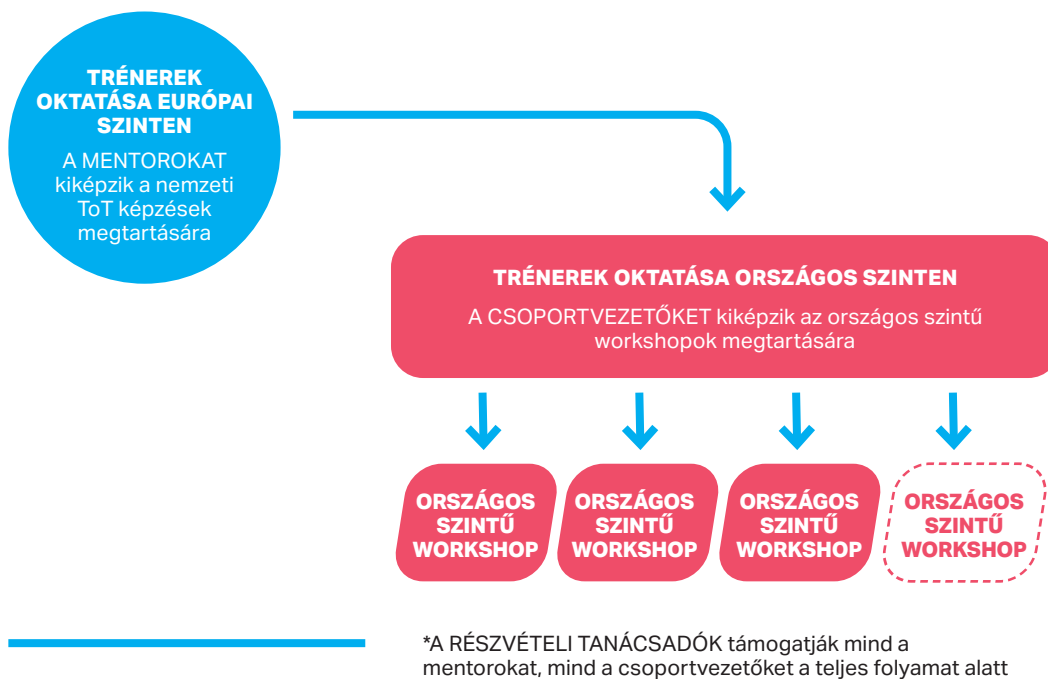 TRÉNEREK
OKTATÁSA EURÓPAI
SZINTEN
A MENTOROKAT
kiképzik a nemzeti
ToT képzések
megtartására
TRÉNEREK OKTATÁSA ORSZÁGOS SZINTEN
A CSOPORTVEZETŐKET kiképzik az országos szintű
workshopok megtartására
ORSZÁGOS
SZINTŰ
WORKSHOP
ORSZÁGOS
SZINTŰ
WORKSHOP
ORSZÁGOS
SZINTŰ
WORKSHOP
ORSZÁGOS
SZINTŰ
WORKSHOP
*A RÉSZVÉTELI TANÁCSADÓK támogatják mind a
mentorokat, mind a csoportvezetőket a teljes folyamat alatt